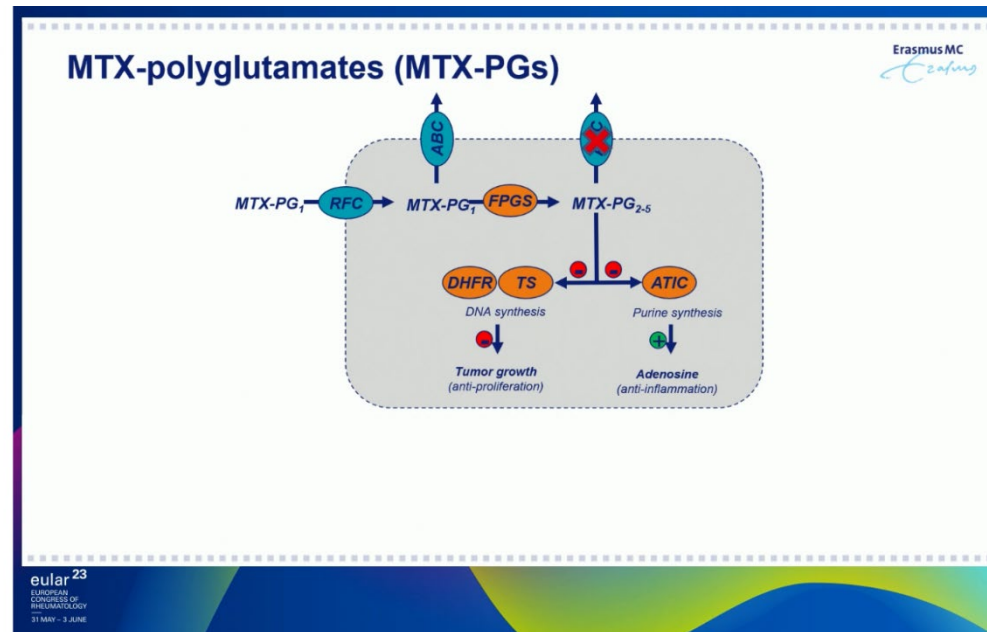 MTX-polyglutamates (MTX-PGs)
Erasmus MC
Erasmus
ABC
C
MTX-PG1
RFC
MTX-PG1
FPGS
MTX-PG2-5
-
-
DHFR
TS
ATIC
DNA synthesis
Purine synthesis
-
+
Tumor growth
(anti-proliferation)
Adenosine
(anti-inflammation)
eular 23
EUROPEAN
CONGRESS OF
RHEUMATOLOGY
31 MAY – 3 JUNE